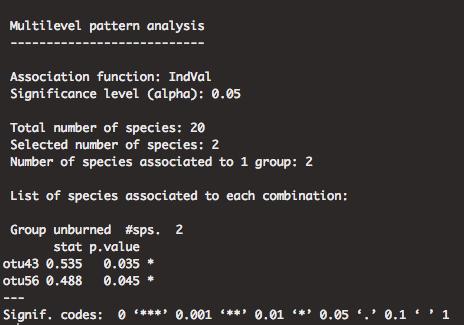 Multilevel pattern analysis
---------------------------
Association function: IndVal
Significance level (alpha): 0.05
Total number of species: 20
Selected number of species: 2
Number of species associated to 1 group: 2
List of species associated to each combination:
Group unburned  #sps.  2
stat p.value
otu43 0.535   0.035 *
otu56 0.488   0.045 *
---
Signif. codes:  0 ‘***’ 0.001 ‘**’ 0.01 ‘*’ 0.05 ‘.’ 0.1 ‘ ’ 1